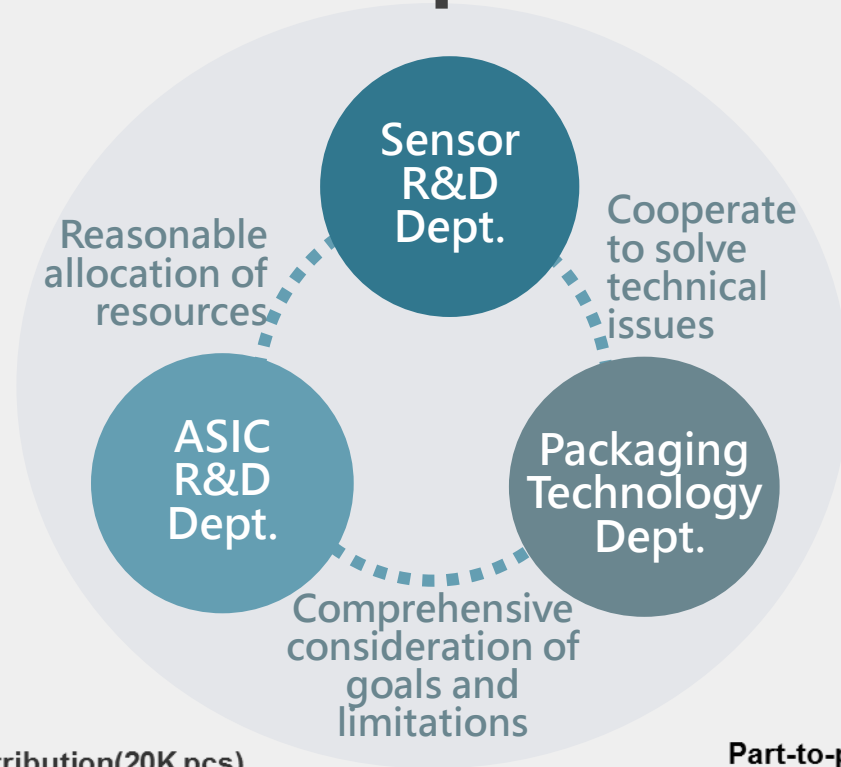 Sensor
R&D
Dept.
Reasonable
allocation of
resources
Cooperate
to solve
technical
issues
ASIC
R&D
Dept.
Packaging
Technology
Dept.
Comprehensive
consideration of
goals and
limitations
(20K pcs)
Part-to-